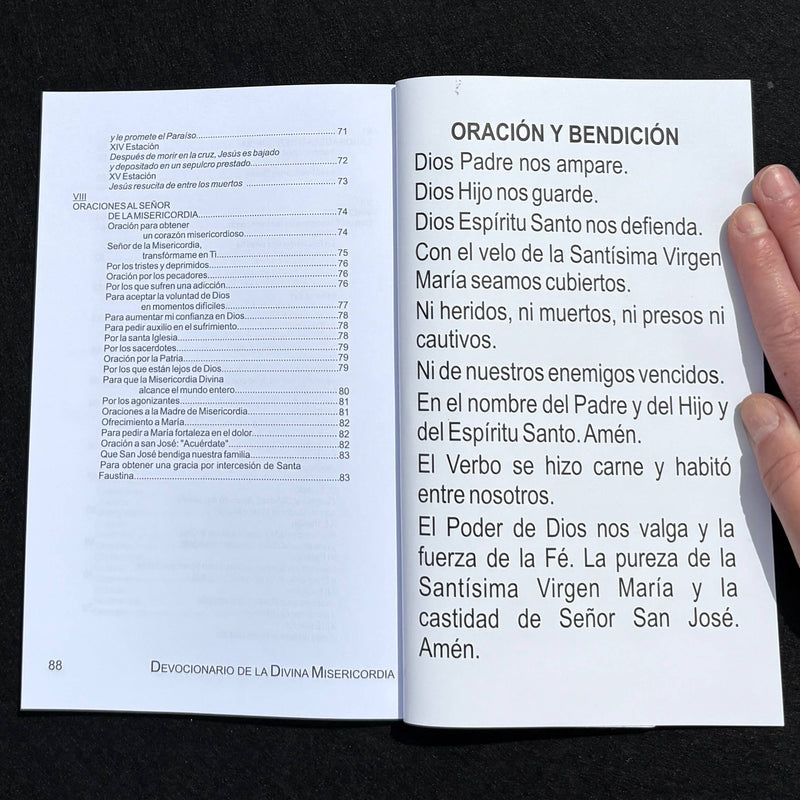 y le promete el Paraíso........................................................ 71
XIV Estación
Después de morir en la cruz, Jesús es bajado
y depositado en un sepulcro prestado................................ 72
XV Estación
Jesús resucita de entre los muertos .................................. 73
VIII
ORACIONES AL SEÑOR
DE LA MISERICORDIA...................................................... 74
Oración para obtener
un corazón misericordioso................................... 74
Señor de la Misericordia,
transfórmame en Ti............................................. 75
Por los tristes y deprimidos................................................ 76
Oración por los pecadores................................................. 76
Por los que sufren una adicción......................................... 76
Para aceptar la voluntad de Dios
en momentos difíciles.......................................... 77
Para aumentar mi confianza en Dios.................................. 78
Para pedir auxilio en el sufrimiento..................................... 78
Por la santa Iglesia............................................................. 78
Por los sacerdotes.............................................................. 79
Oración por la Patria........................................................... 79
Por los que están lejos de Dios........................................... 79
Para que la Misericordia Divina
alcance el mundo entero...................................... 80
Por los agonizantes............................................................ 81
Oraciones a la Madre de Misericordia................................. 81
Ofrecimiento a María........................................................... 82
Para pedir a María fortaleza en el dolor............................... 82
Oración a san José: "Acuérdate"......................................... 82
Que San José bendiga nuestra familia................................ 83
Para obtener una gracia por intercesión de Santa
Faustina............................................................................... 83
88 DEVOCIONARIO DE LA DIVINA MISERICORDIA
ORACIÓN Y BENDICIÓN
Dios Padre nos ampare.
Dios Hijo nos guarde.
Dios Espíritu Santo nos defienda.
Con el velo de la Santísima Virgen
María seamos cubiertos.
Ni heridos, ni muertos, ni presos ni
cautivos.
Ni de nuestros enemigos vencidos.
En el nombre del Padre y del Hijo y
del Espíritu Santo. Amén.
El Verbo se hizo carne y habitó
entre nosotros.
El Poder de Dios nos valga y la
fuerza de la Fé. La pureza de la
Santísima Virgen María y la
castidad de Señor San José.
Amén.